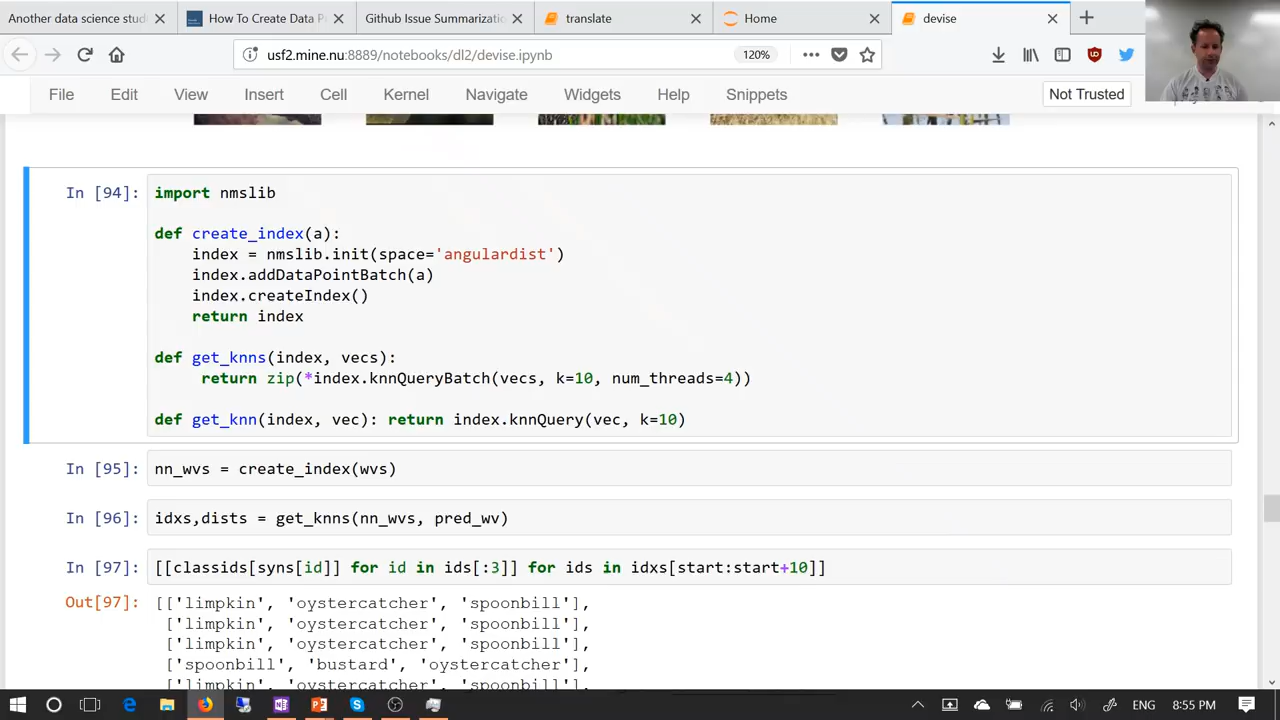 Another data science stud
How To Create Data P
Github Issue Summarizatio
translate
Home
devise
usf2.mine.nu:8889/notebooks/dl2/devise.ipynb
120%
File
Edit
View
Insert
Cell
Kernel
Navigate
Widgets
Help
Snippets
Not Trusted
In [94]:
import nmslib
def create_index(a):
index = nmslib.init(space='angulardist')
index.addDataPointBatch(a)
index.createIndex()
return index
def get_knns(index, vecs):
return zip(*index.knnQueryBatch(vecs, k=10, num_threads=4))
def get_knn(index, vec): return index.knnQuery(vec, k=10)
In [95]:
nn_wvs = create_index(wvs)
In [96]:
idxs,dists = get_knns(nn_wvs, pred_wv)
In [97]:
[[classids[syns[id]] for id in ids[:3]] for ids in idxs[start:start+10]]
Out[97]:
[['limpkin', 'oystercatcher', 'spoonbill'],
['limpkin', 'oystercatcher', 'spoonbill'],
['limpkin', 'oystercatcher', 'spoonbill'],
['spoonbill', 'bustard', 'oystercatcher'],
['limpkin', 'oystercatcher', 'spoonbill'],
ENG
8:55 PM